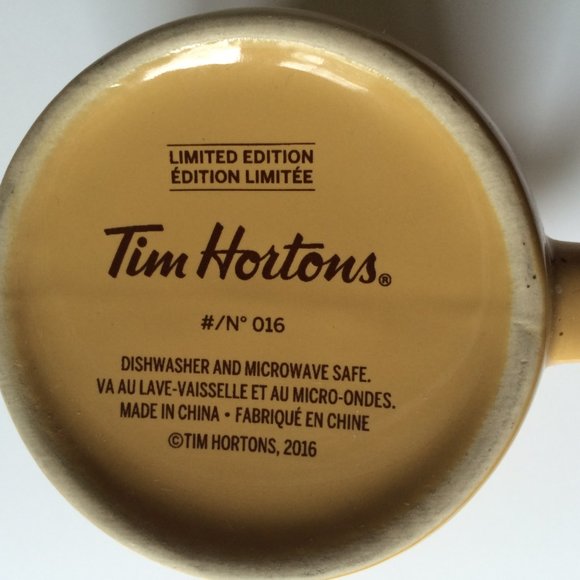 LIMITED EDITION
ÉDITION LIMITÉE
Tim Hortons®
#/N° 016
DISHWASHER AND MICROWAVE SAFE.
VA AU LAVE-VAISSELLE ET AU MICRO-ONDES.
MADE IN CHINA • FABRIQUÉ EN CHINE
©TIM HORTONS, 2016